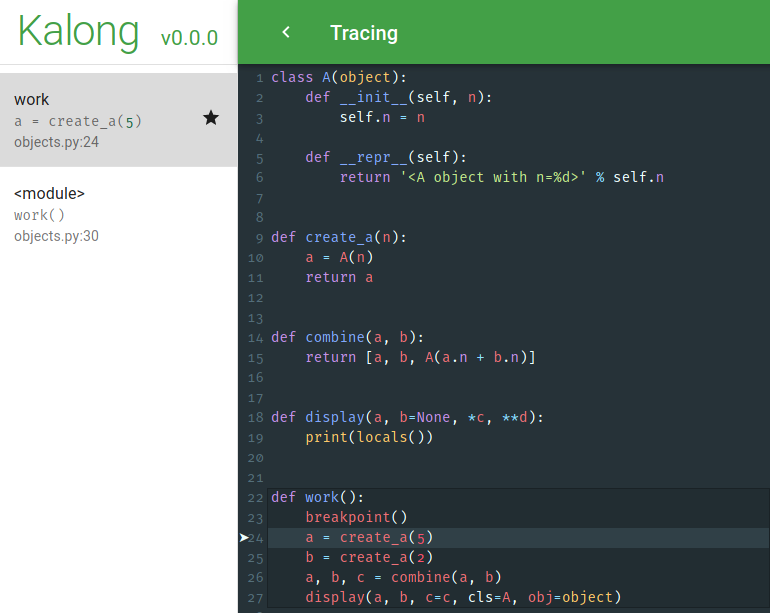 Kalong v0.0.0
Tracing
work
a = create_a(5)
objects.py:24
<module>
work()
objects.py:30
1 class A(object):
2     def __init__(self, n):
3         self.n = n
4
5     def __repr__(self):
6         return '<A object with n=%d>' % self.n
7
8
9 def create_a(n):
10     a = A(n)
11     return a
12
13
14 def combine(a, b):
15     return [a, b, A(a.n + b.n)]
16
17
18 def display(a, b=None, *c, **d):
19     print(locals())
20
21
22 def work():
23     breakpoint()
24     a = create_a(5)
25     b = create_a(2)
26     a, b, c = combine(a, b)
27     display(a, b, c=c, cls=A, obj=object)